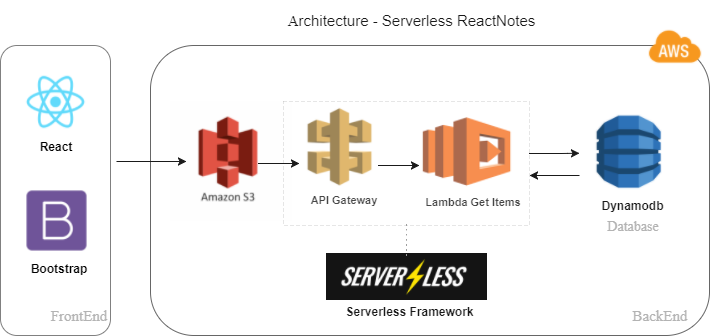 Architecture - Serverless ReactNotes
AWS
React
Bootstrap
FrontEnd
B
Amazon S3
API Gateway
Lambda Get Items
Dynamodb
Database
SERVERLESS
Serverless Framework
BackEnd